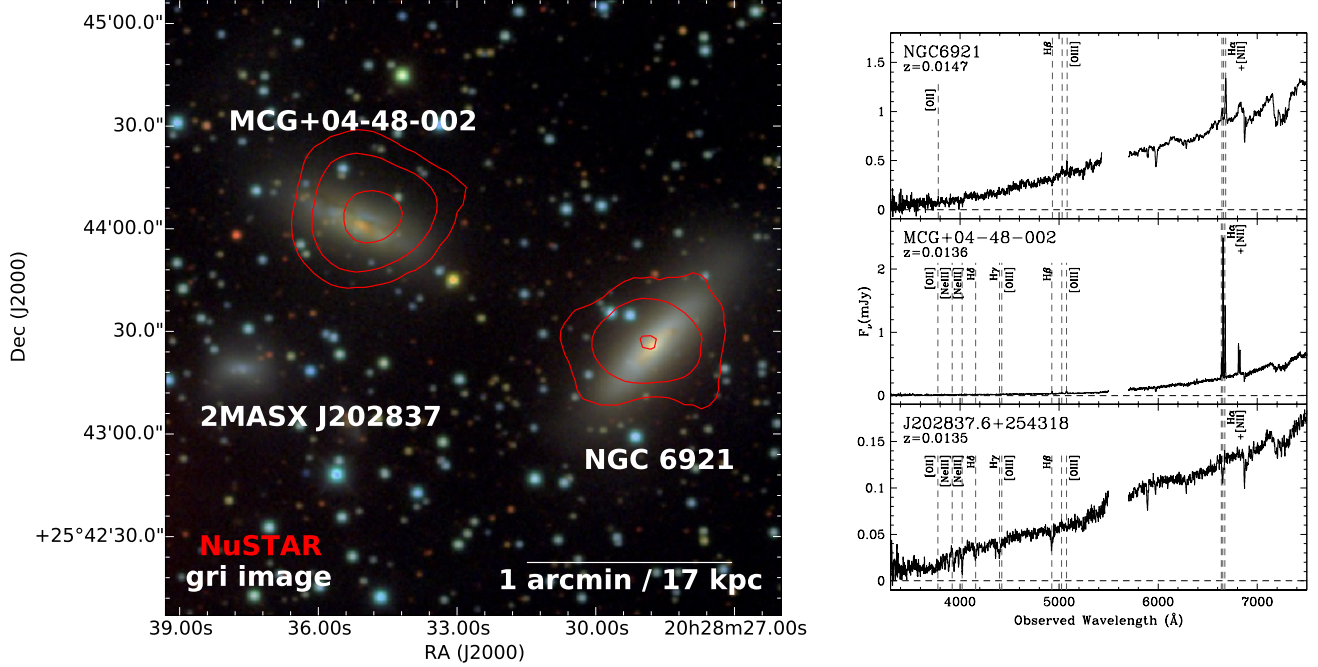 45'00.0"
30.0"
44'00.0"
30.0"
43'00.0"
+25°42'30.0"
Dec (J2000)
MCG+04-48-002
2MASX J202837
NGC 6921
NuSTAR
gri image
1 arcmin / 17 kpc
39.00s 36.00s 33.00s 30.00s 20h28m27.00s
RA (J2000)
NGC6921
z=0.0147
[OII]
Hβ
[OIII]
Hα
+[NII]
1.5
1
0.5
0
MCG+04-48-002
z=0.0136
[OII] [NeIII] [NeIII] Hδ Hγ [OIII] Hβ [OIII]
Hα
+[NII]
2
1
0
Fν(mJy)
J202837.6+254318
z=0.0135
[OII] [NeIII] [NeIII] Hδ Hγ [OIII] Hβ [OIII]
Hα
+[NII]
0.15
0.1
0.05
0
4000 5000 6000 7000
Observed Wavelength (Å)